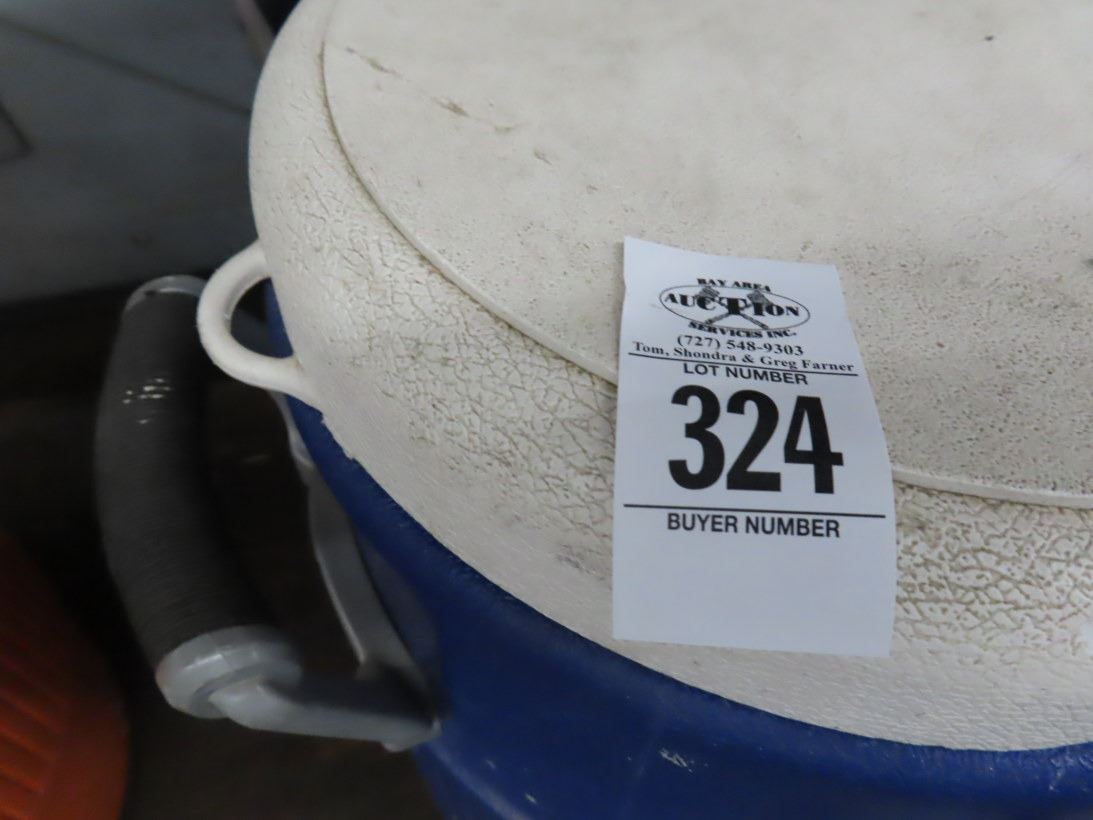 BAY AREA
AUCTION
SERVICES INC.
(727) 548-9303
Tom, Shondra & Greg Farner
LOT NUMBER
324
BUYER NUMBER